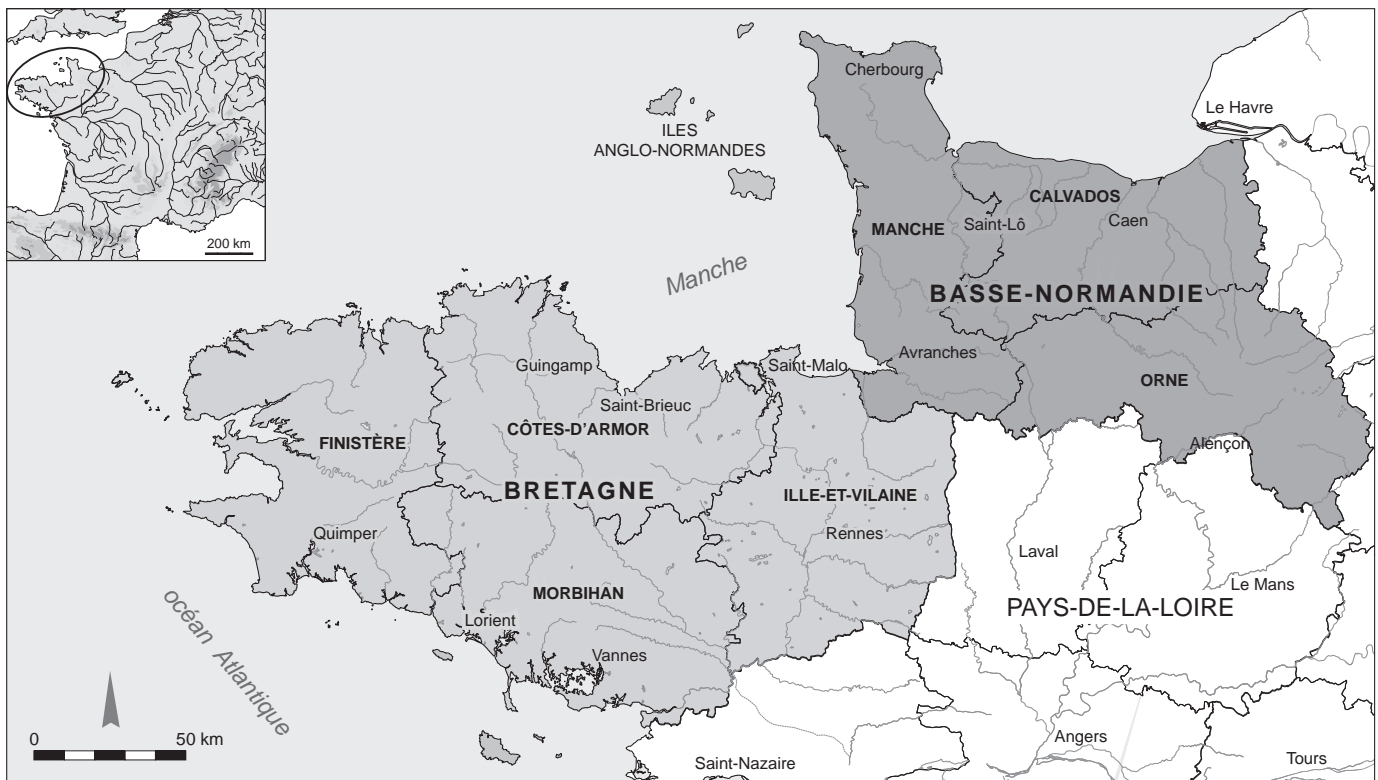 200 km
Cherbourg
Le Havre
ILES
ANGLO-NORMANDES
CALVADOS
MANCHE
Saint-Lô
Caen
Manche
BASSE-NORMANDIE
Guingamp
Saint-Malo
Avranches
ORNE
Saint-Brieuc
FINISTÈRE
CÔTES-D'ARMOR
Alençon
BRETAGNE
ILLE-ET-VILAINE
Quimper
Rennes
Laval
Le Mans
MORBIHAN
PAYS-DE-LA-LOIRE
océan Atlantique
Lorient
Vannes
0 50 km
Angers
Saint-Nazaire
Tours